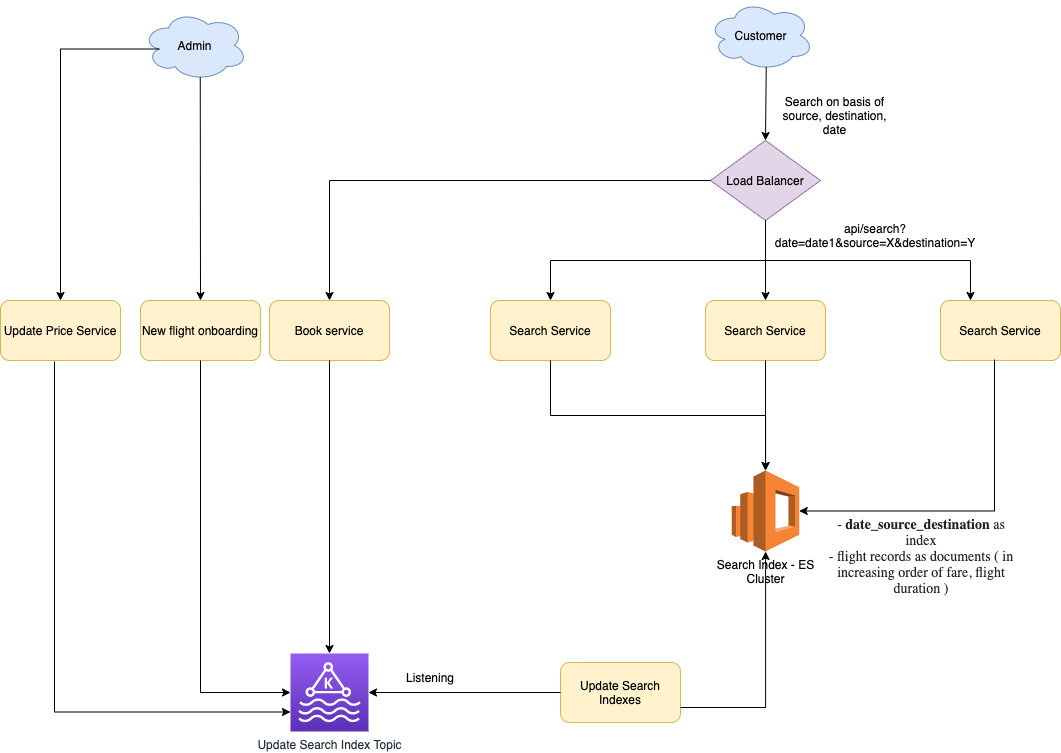 Admin
Customer
Search on basis of
source, destination,
date
Load Balancer
api/search?
date=date1&source=X&destination=Y
Update Price Service
New flight onboarding
Book service
Search Service
Search Service
Search Service
- date_source_destination as
index
- flight records as documents ( in
increasing order of fare, flight
duration )
Search Index - ES
Cluster
K
Listening
Update Search
Indexes
Update Search Index Topic